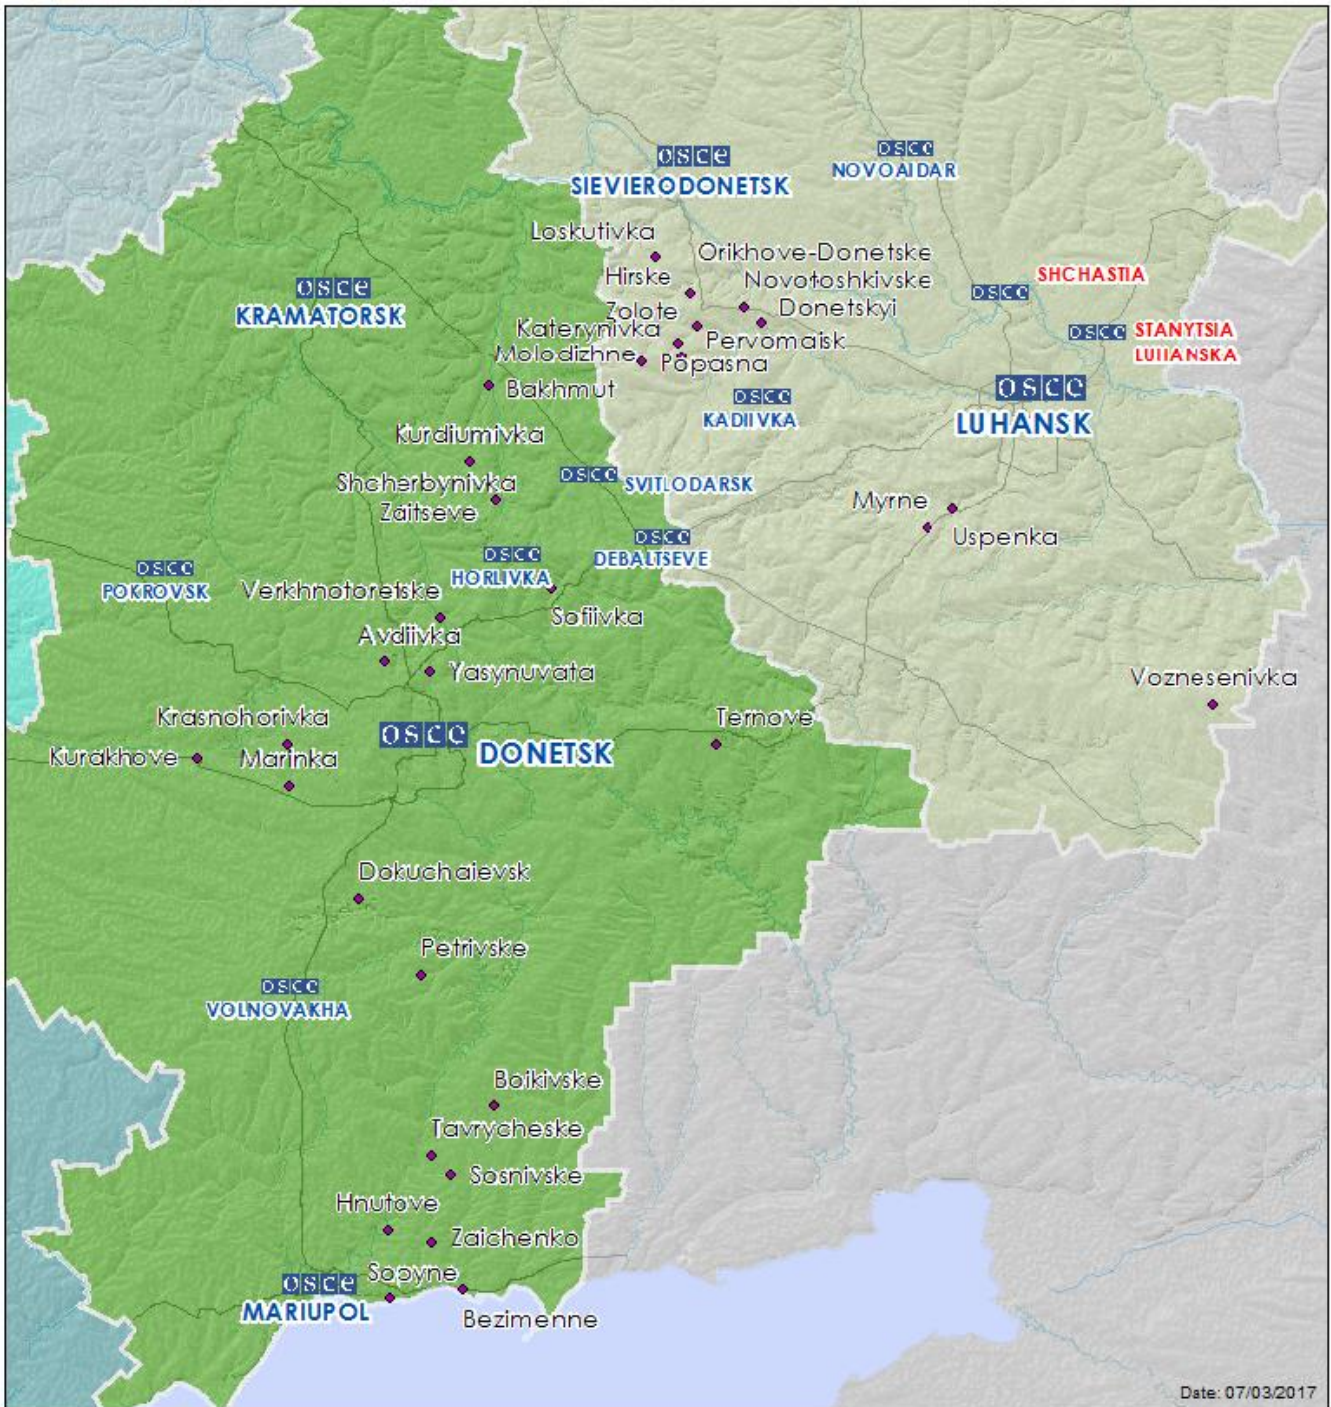 OSCE
SIEVIERODONETSK
OSCE
NOVOAIDAR
Loskutivka
Orikhove-Donetske
Hirske
Novotoshkivske
SHCHASTIA
OSCE
OSCE
KRAMATORSK
Zolote
Donetskyi
Katerynivka
Pervomaisk
OSCE
STANYTSIA
LUHANSKA
Molodizhne
Popasna
Bakhmut
OSCE
KADIIVKA
OSCE
LUHANSK
Kurdiumivka
OSCE
SVITLODARSK
Shcherbynivka
Zaitseve
Myrne
Uspenka
OSCE
DEBALTSEVE
OSCE
HORLIVKA
OSCE
POKROVSK
Verkhnotoretske
Sofiivka
Avdiivka
Yasynuvata
Voznesenivka
Krasnohorivka
Ternove
OSCE
DONETSK
Kurakhove
Marinka
Dokuchaievsk
Petrivske
OSCE
VOLNOVAKHA
Boikivske
Tavrycheske
Sosnivske
Hnutove
Zaichenko
Sopyne
OSCE
MARIUPOL
Bezimenne
Date: 07/03/2017